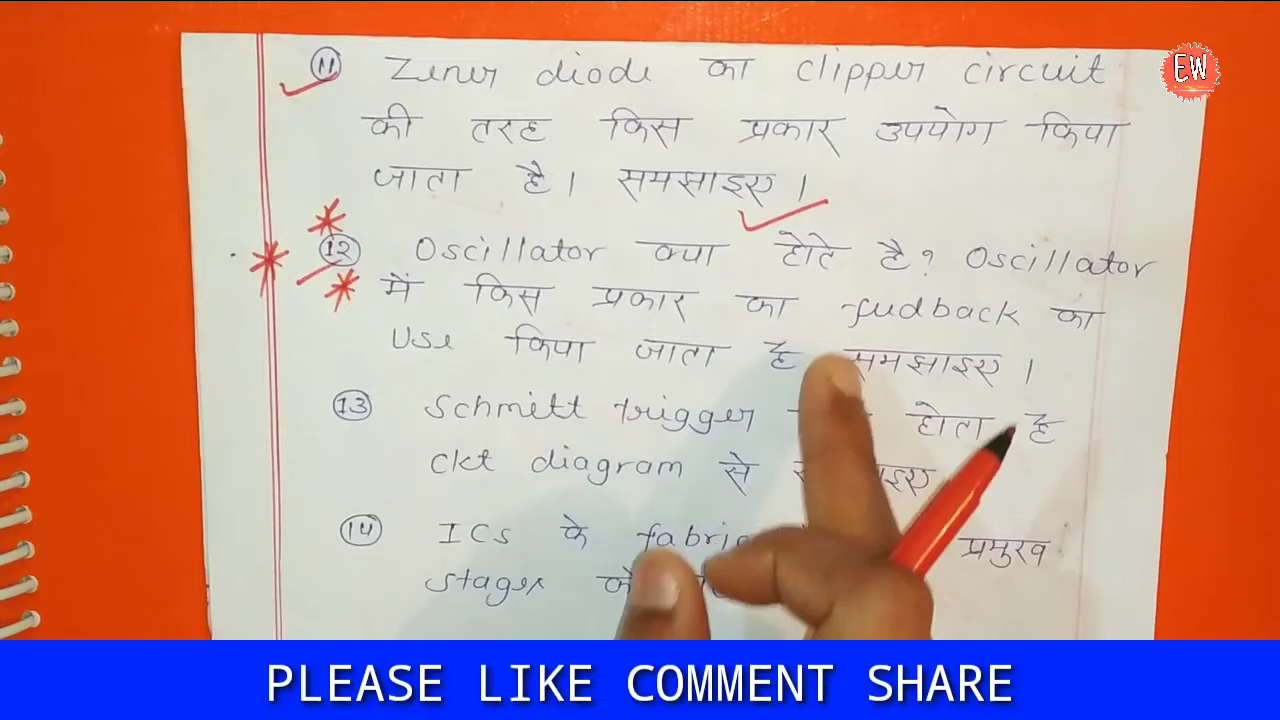 EW
11 Zener diode का clipper circuit
की तरह किस प्रकार उपयोग किया
जाता है। समझाइए।
12 Oscillator क्या होते है? Oscillator
में किस प्रकार का feedback का
Use किया जाता है समझाइए।
13 Schmitt trigger होता है
ckt diagram से
14 ICs के प्रमुख
stages
PLEASE LIKE COMMENT SHARE